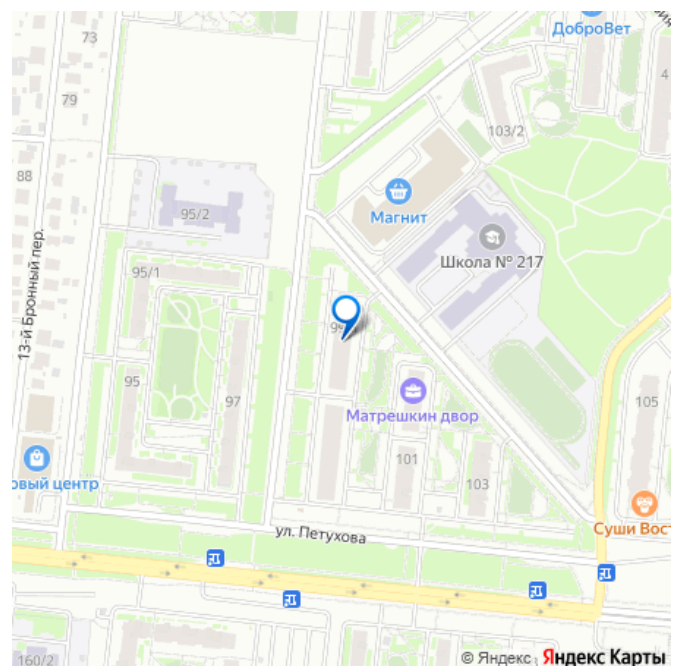 73
ДоброВет
79
4
103/2
88
Магнит
95/2
Школа № 217
13-й Бронный пер.
95/1
95
97
Матрешкин двор
105
101
103
овый центр
Суши Вост
ул. Петухова
160/2
© Яндекс Яндекс Карты